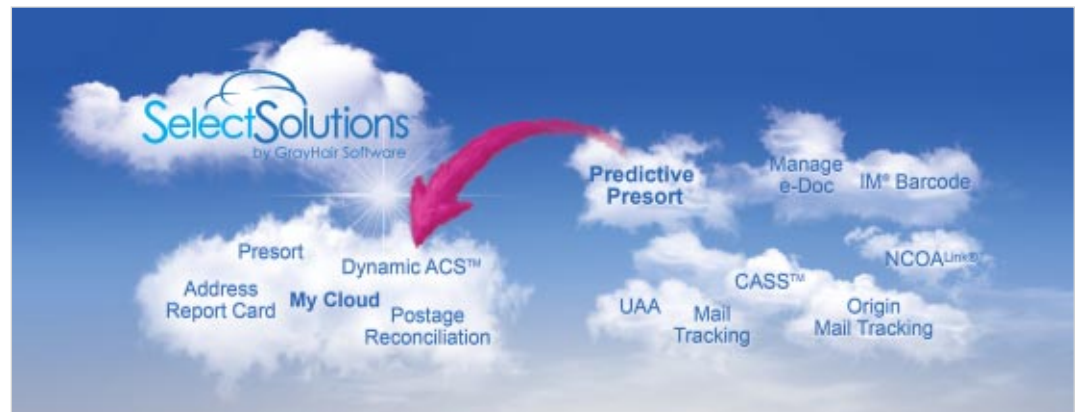 SelectSolutions
by GrayHair Software
Predictive
Presort
Manage
e-Doc
IM® Barcode
Presort
Dynamic ACS™
Address
Report Card
My Cloud
Postage
Reconciliation
NCOALink®
CASS™
UAA
Mail
Tracking
Origin
Mail Tracking